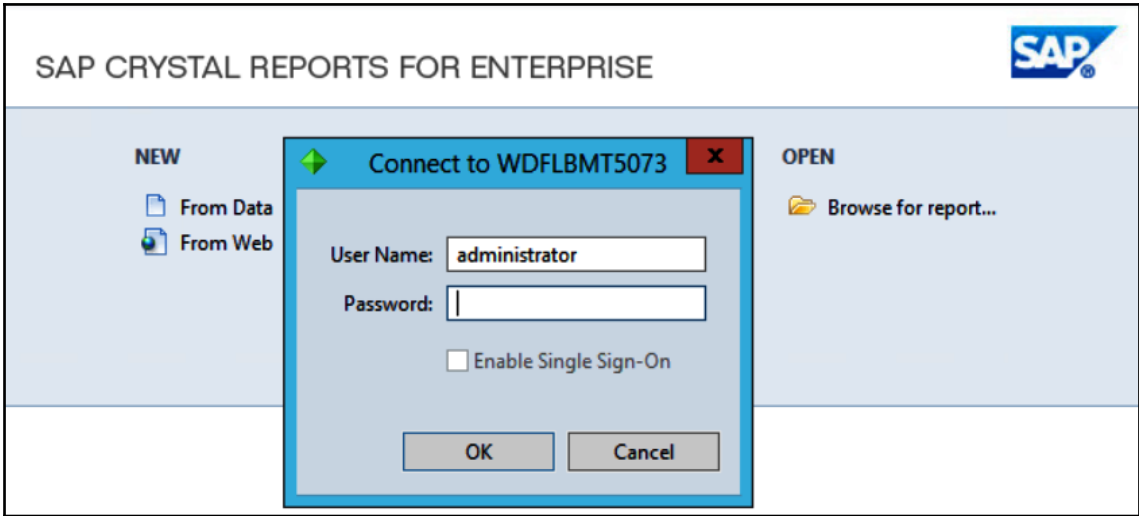 SAP CRYSTAL REPORTS FOR ENTERPRISE
SAP®
NEW
From Data
From Web
Connect to WDFLBMT5073
x
User Name: administrator
Password:
Enable Single Sign-On
OK Cancel
OPEN
Browse for report...